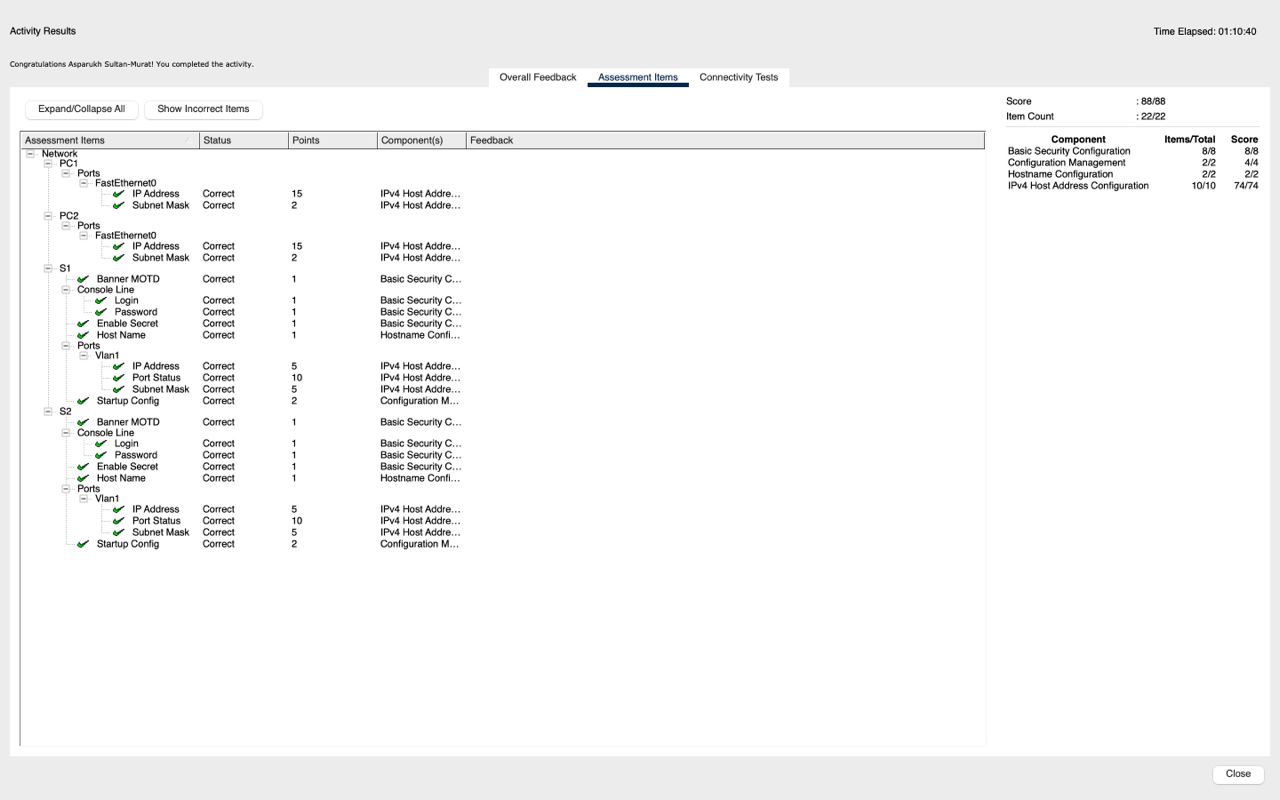 Activity Results
Time Elapsed: 01:10:40
Congratulations Asparukh Sultan-Murat! You completed the activity.
Overall Feedback Assessment Items Connectivity Tests
Expand/Collapse All Show Incorrect Items
Score : 88/88
Item Count : 22/22
Component Items/Total Score
Basic Security Configuration 8/8 8/8
Configuration Management 2/2 4/4
Hostname Configuration 2/2 2/2
IPv4 Host Address Configuration 10/10 74/74
Assessment Items Status Points Component(s) Feedback
Network
PC1
Ports
FastEthernet0
IP Address Correct 15 IPv4 Host Addre...
Subnet Mask Correct 2 IPv4 Host Addre...
PC2
Ports
FastEthernet0
IP Address Correct 15 IPv4 Host Addre...
Subnet Mask Correct 2 IPv4 Host Addre...
S1
Banner MOTD Correct 1 Basic Security C...
Console Line
Login Correct 1 Basic Security C...
Password Correct 1 Basic Security C...
Enable Secret Correct 1 Basic Security C...
Host Name Correct 1 Hostname Confi...
Ports
Vlan1
IP Address Correct 5 IPv4 Host Addre...
Port Status Correct 10 IPv4 Host Addre...
Subnet Mask Correct 5 IPv4 Host Addre...
Startup Config Correct 2 Configuration M...
S2
Banner MOTD Correct 1 Basic Security C...
Console Line
Login Correct 1 Basic Security C...
Password Correct 1 Basic Security C...
Enable Secret Correct 1 Basic Security C...
Host Name Correct 1 Hostname Confi...
Ports
Vlan1
IP Address Correct 5 IPv4 Host Addre...
Port Status Correct 10 IPv4 Host Addre...
Subnet Mask Correct 5 IPv4 Host Addre...
Startup Config Correct 2 Configuration M...
Close